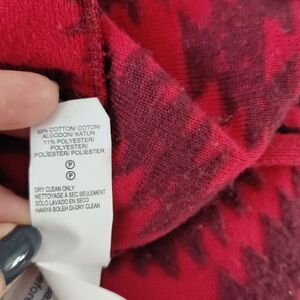 89% COTTON/ COTON/
ALGODON/ KATUN
11% POLYESTER/
POLYESTER/
POLIESTER/ POLIESTER
P
P
DRY CLEAN ONLY
NETTOYAGE À SEC SEULEMENT
SOLO LAVADO EN SECO
HANYA BOLEH DI-DRY CLEAN